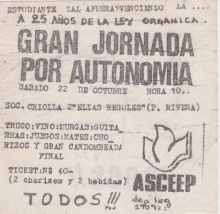 ESTUDIANTE SAL AFUERA VENCIENDO LA ...
A 25 AÑOS DE LA LEY ORGANICA
GRAN JORNADA
POR AUTONOMIA
SABADO 22 DE OCTUBRE HORA 10..
SOC. CRIOLLA "ELIAS REGULES" (F. RIVERA)
TRUCO: VINO: MURGAS: GUITA
RRAS: JUEGOS: MATES: CHO
RIZOS Y GRAN CANDOMBEADA
FINAL
TICKET: N$ 40-
(2 chorizos y 2 bebidas)
ASCEEP
TODOS!!!